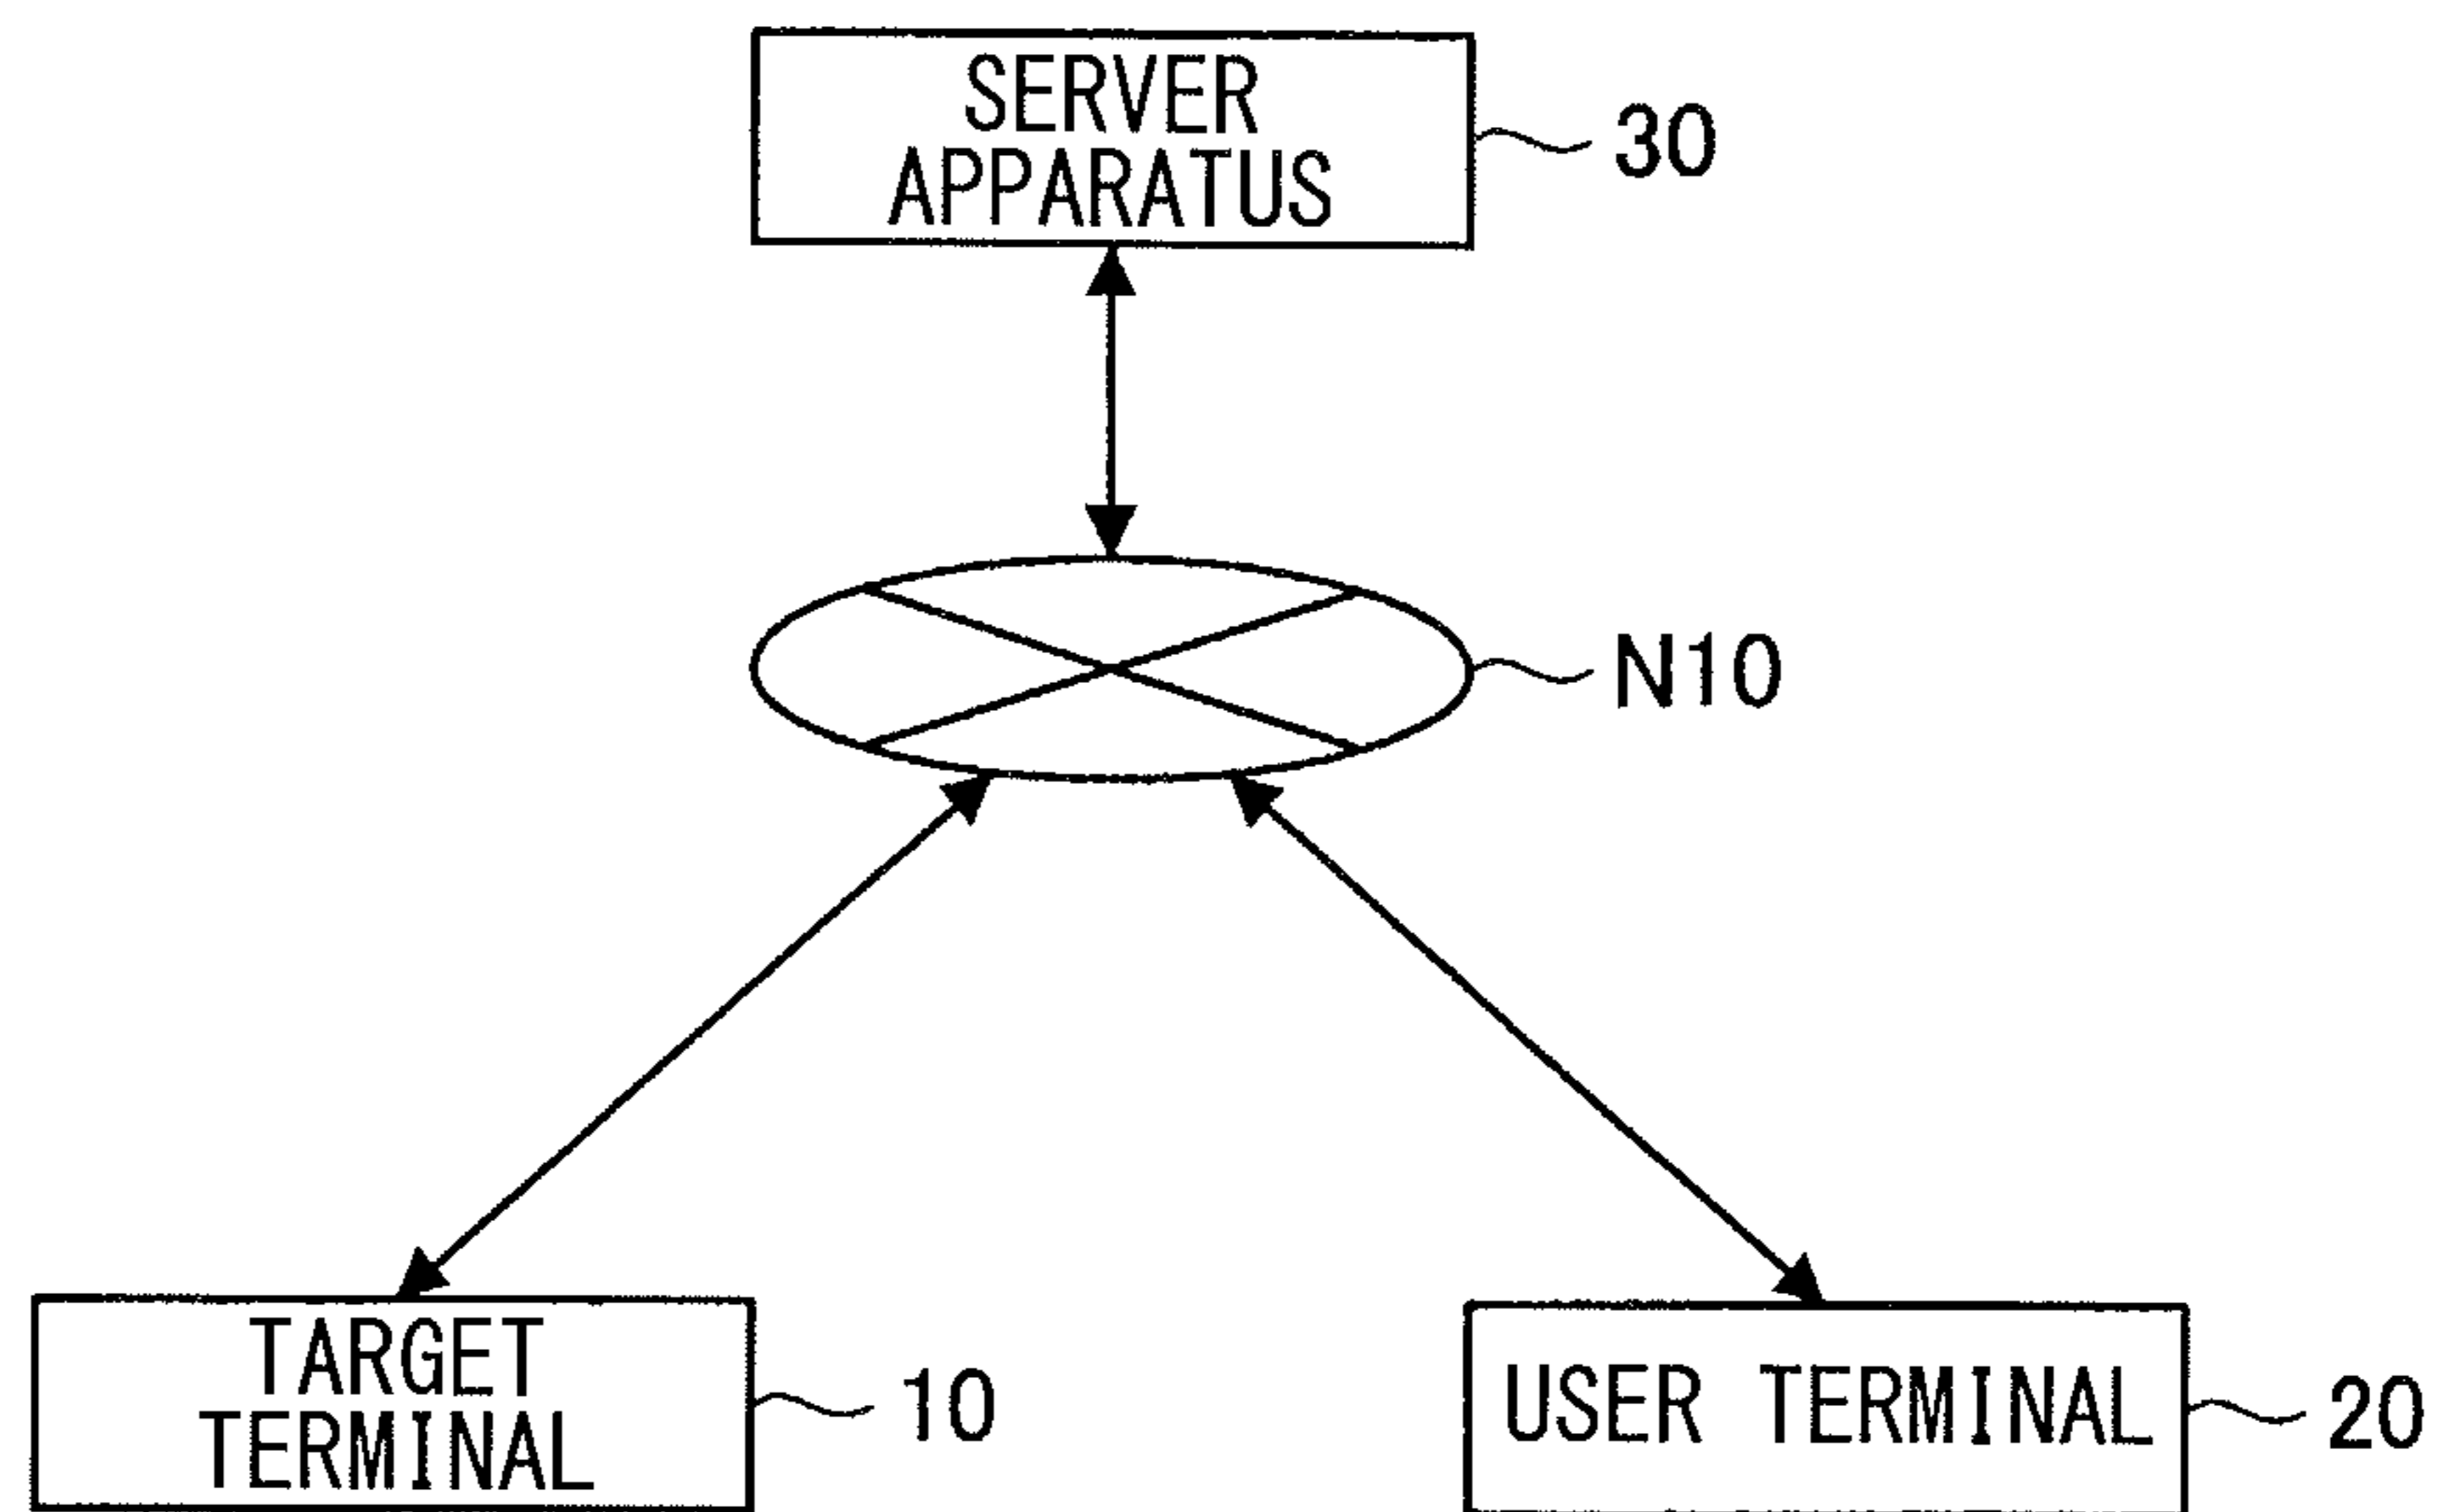 SERVER
APPARATUS
30
N10
TARGET
TERMINAL
10
USER TERMINAL
20